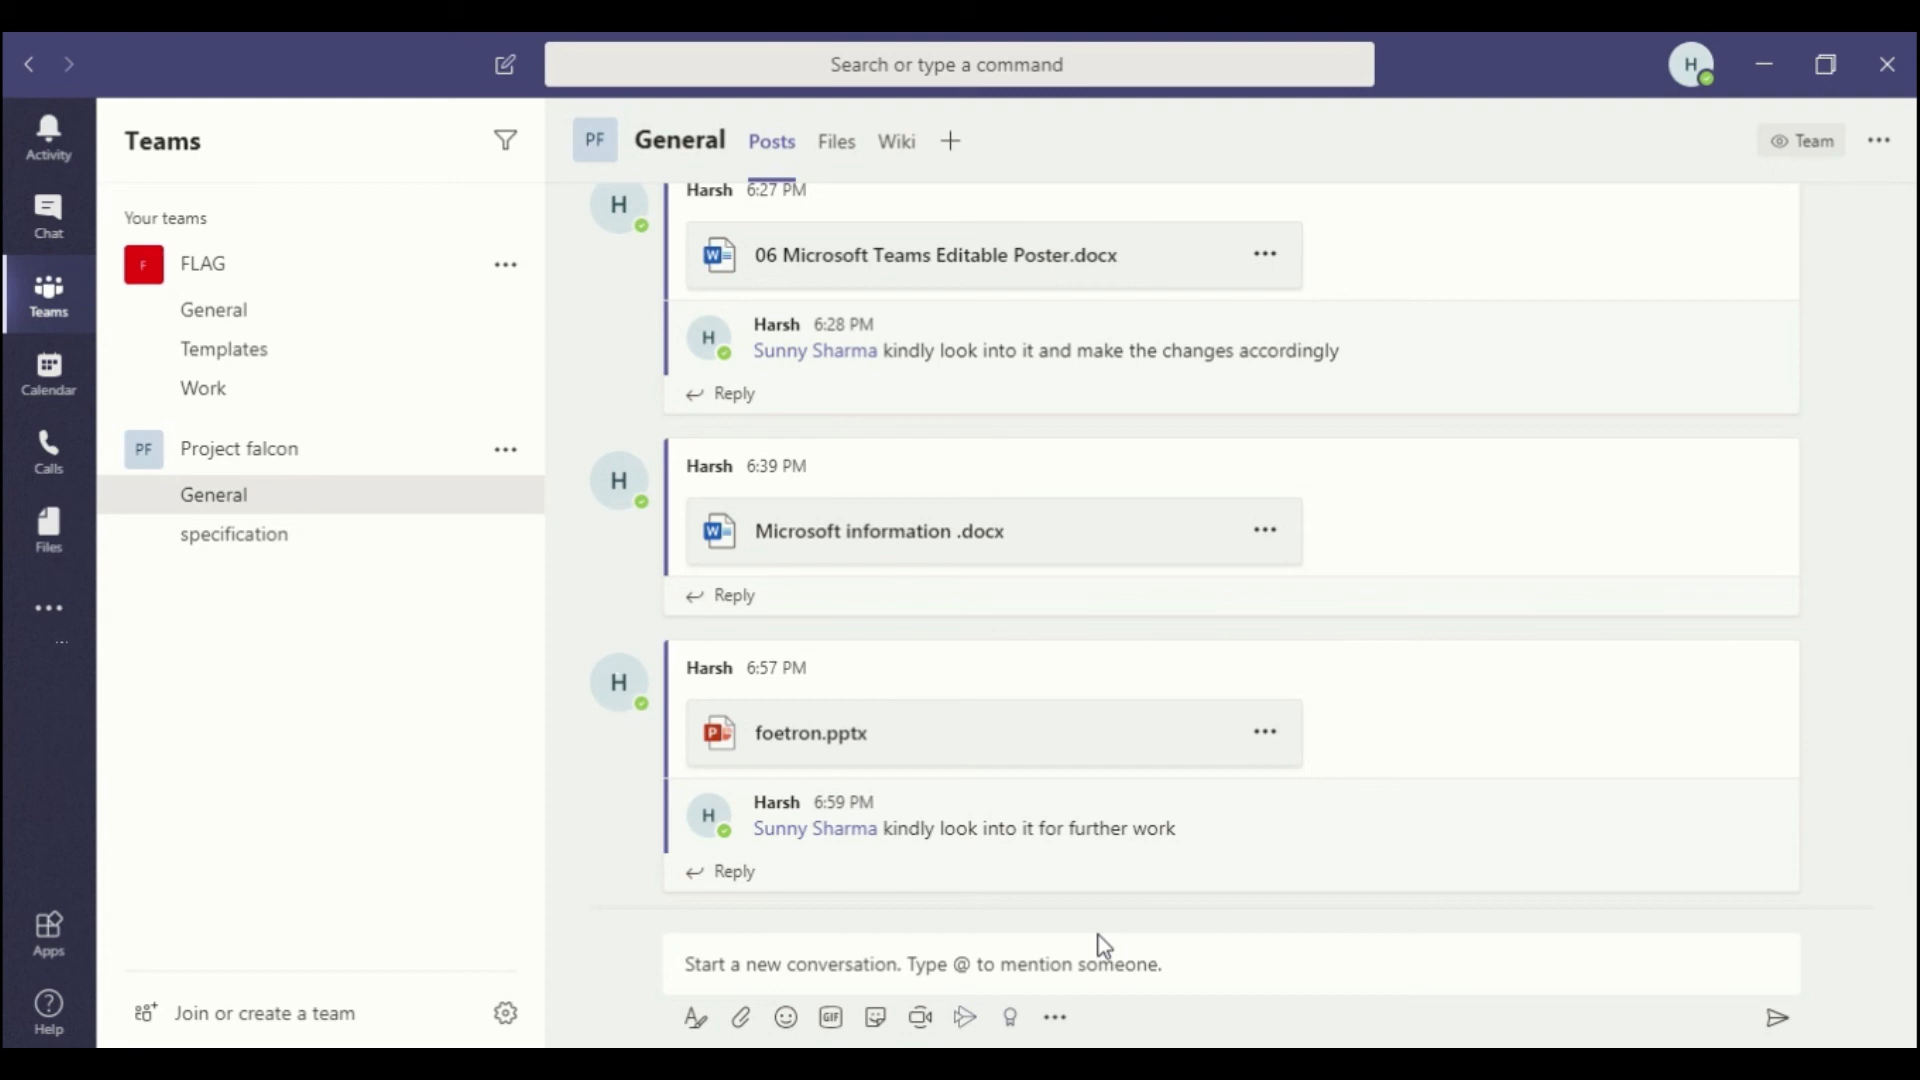 Search or type a command
H
Activity
Chat
Teams
Calendar
Calls
Files
Apps
Help
Teams
Your teams
F FLAG
General
Templates
Work
PF Project falcon
General
specification
Join or create a team
PF General Posts Files Wiki
Team
H Harsh 6:27 PM
06 Microsoft Teams Editable Poster.docx
H Harsh 6:28 PM
Sunny Sharma kindly look into it and make the changes accordingly
Reply
H Harsh 6:39 PM
Microsoft information .docx
Reply
H Harsh 6:57 PM
foetron.pptx
H Harsh 6:59 PM
Sunny Sharma kindly look into it for further work
Reply
Start a new conversation. Type @ to mention someone.
GIF